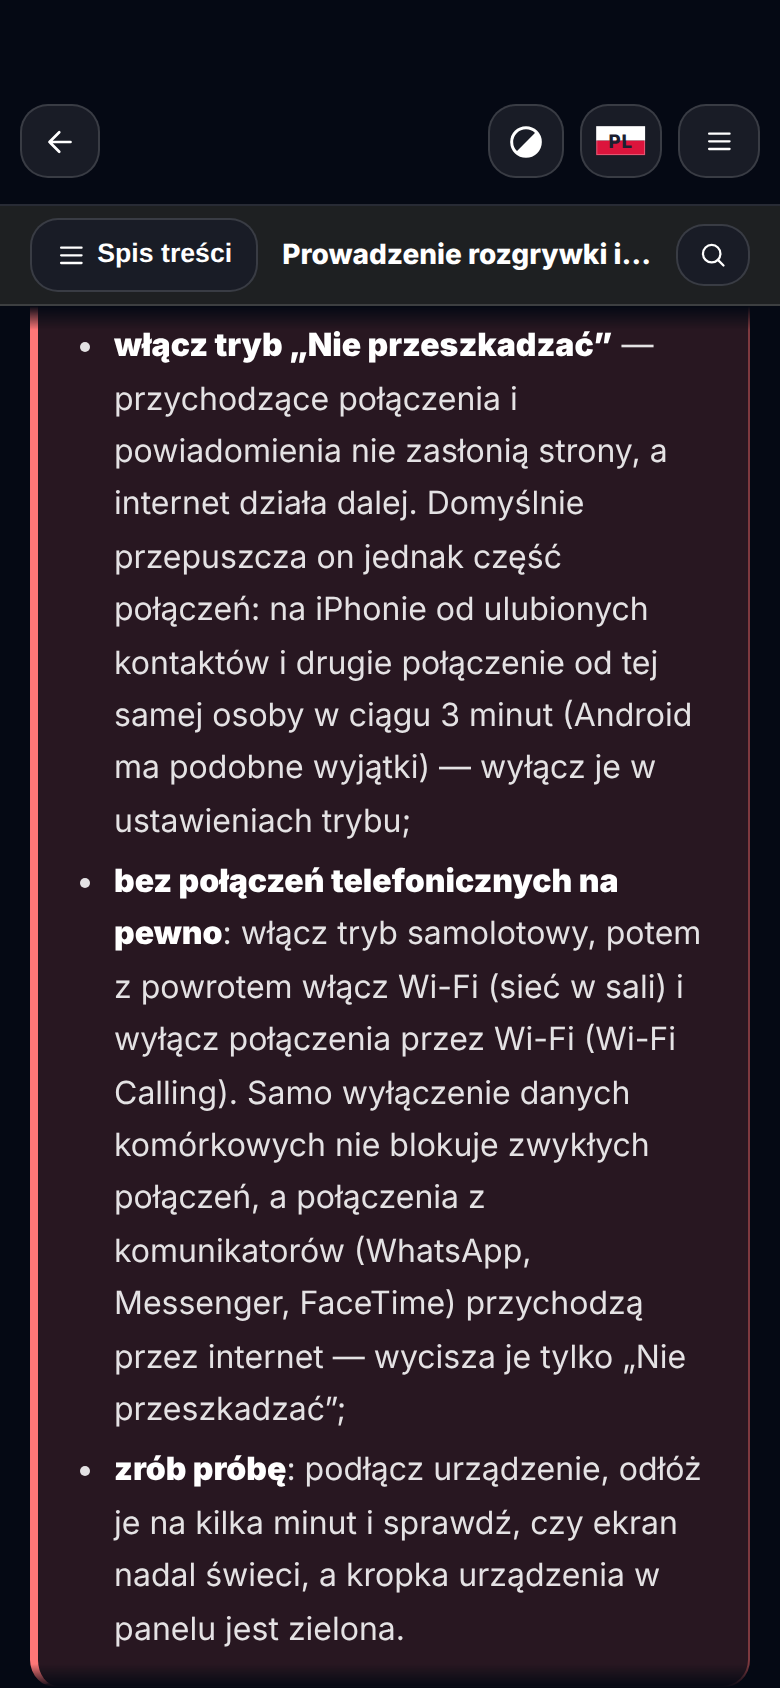 PL
Spis treści
Prowadzenie rozgrywki i...
• włącz tryb „Nie przeszkadzać” —
przychodzące połączenia i
powiadomienia nie zasłonią strony, a
internet działa dalej. Domyślnie
przepuszcza on jednak część
połączeń: na iPhonie od ulubionych
kontaktów i drugie połączenie od tej
samej osoby w ciągu 3 minut (Android
ma podobne wyjątki) — wyłącz je w
ustawieniach trybu;
• bez połączeń telefonicznych na
pewno: włącz tryb samolotowy, potem
z powrotem włącz Wi-Fi (sieć w sali) i
wyłącz połączenia przez Wi-Fi (Wi-Fi
Calling). Samo wyłączenie danych
komórkowych nie blokuje zwykłych
połączeń, a połączenia z
komunikatorów (WhatsApp,
Messenger, FaceTime) przychodzą
przez internet — wycisza je tylko „Nie
przeszkadzać”;
• zrób próbę: podłącz urządzenie, odłóż
je na kilka minut i sprawdź, czy ekran
nadal świeci, a kropka urządzenia w
panelu jest zielona.